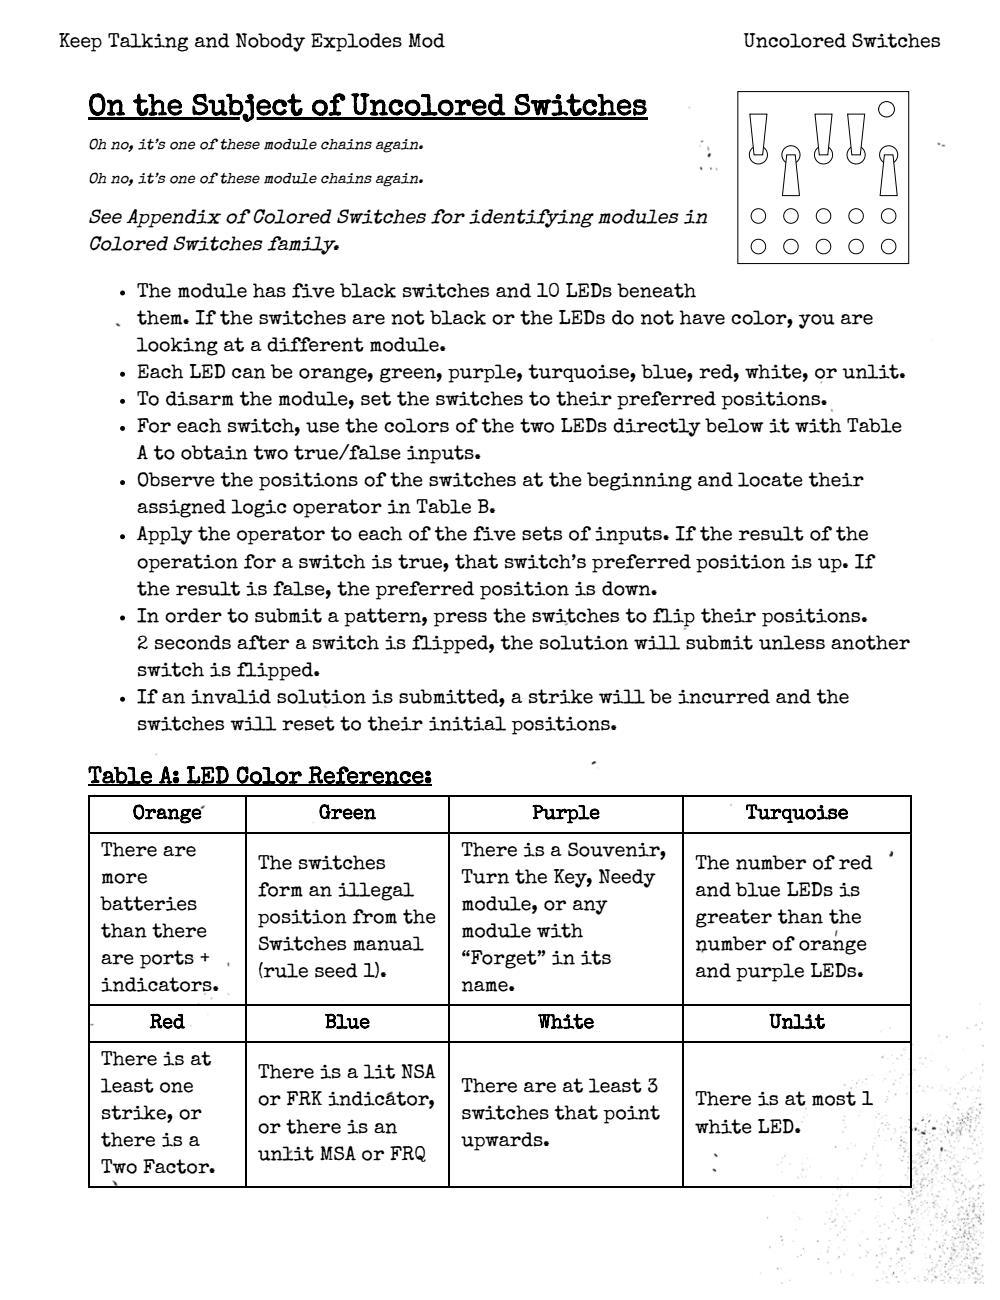 Keep Talking and Nobody Explodes Mod
Uncolored Switches
On the Subject of Uncolored Switches
Oh no, it's one of these module chains again.
Oh no, it's one of these module chains again.
See Appendix of Colored Switches for identifying modules in
Colored Switches family.
• The module has five black switches and 10 LEDs beneath
them. If the switches are not black or the LEDs do not have color, you are
looking at a different module.
• Each LED can be orange, green, purple, turquoise, blue, red, white, or unlit.
• To disarm the module, set the switches to their preferred positions.
• For each switch, use the colors of the two LEDs directly below it with Table
A to obtain two true/false inputs.
• Observe the positions of the switches at the beginning and locate their
assigned logic operator in Table B.
• Apply the operator to each of the five sets of inputs. If the result of the
operation for a switch is true, that switch's preferred position is up. If
the result is false, the preferred position is down.
• In order to submit a pattern, press the switches to flip their positions.
2 seconds after a switch is flipped, the solution will submit unless another
switch is flipped.
• If an invalid solution is submitted, a strike will be incurred and the
switches will reset to their initial positions.
Table A: LED Color Reference:
Orange
Green
Purple
Turquoise
There are
more
batteries
than there
are ports +
indicators.
The switches
form an illegal
position from the
Switches manual
(rule seed 1).
There is a Souvenir,
Turn the Key, Needy
module, or any
module with
“Forget” in its
name.
The number of red
and blue LEDs is
greater than the
number of orange
and purple LEDs.
Red
Blue
White
Unlit
There is at
least one
strike, or
there is a
Two Factor.
There is a lit NSA
or FRK indicator,
or there is an
unlit MSA or FRQ
There are at least 3
switches that point
upwards.
There is at most 1
white LED.